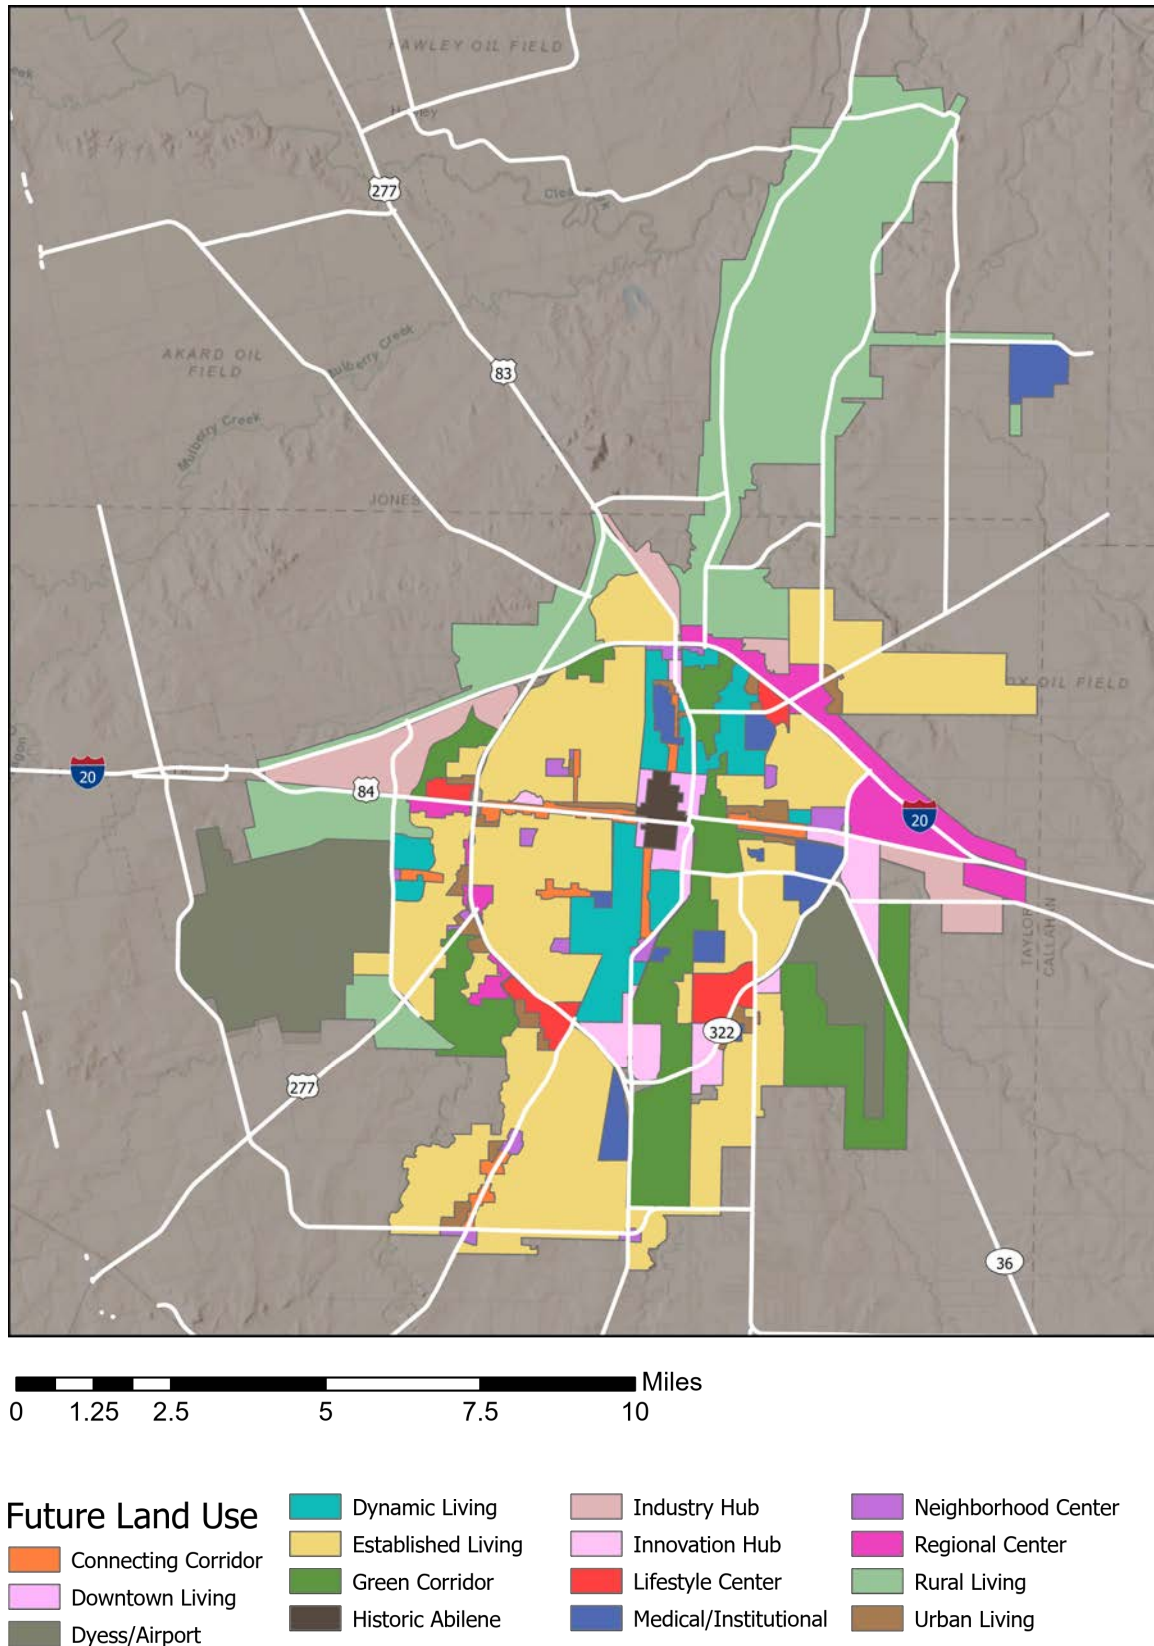 HAWLEY OIL FIELD
277
AKARD OIL
FIELD
Mulberry Creek
83
Mulberry Creek
JONES
OIL FIELD
20
84
20
TAYLOR
CALLAHAN
322
277
36
Miles
0 1.25 2.5 5 7.5 10
Future Land Use
Connecting Corridor
Downtown Living
Dyess/Airport
Dynamic Living
Established Living
Green Corridor
Historic Abilene
Industry Hub
Innovation Hub
Lifestyle Center
Medical/Institutional
Neighborhood Center
Regional Center
Rural Living
Urban Living